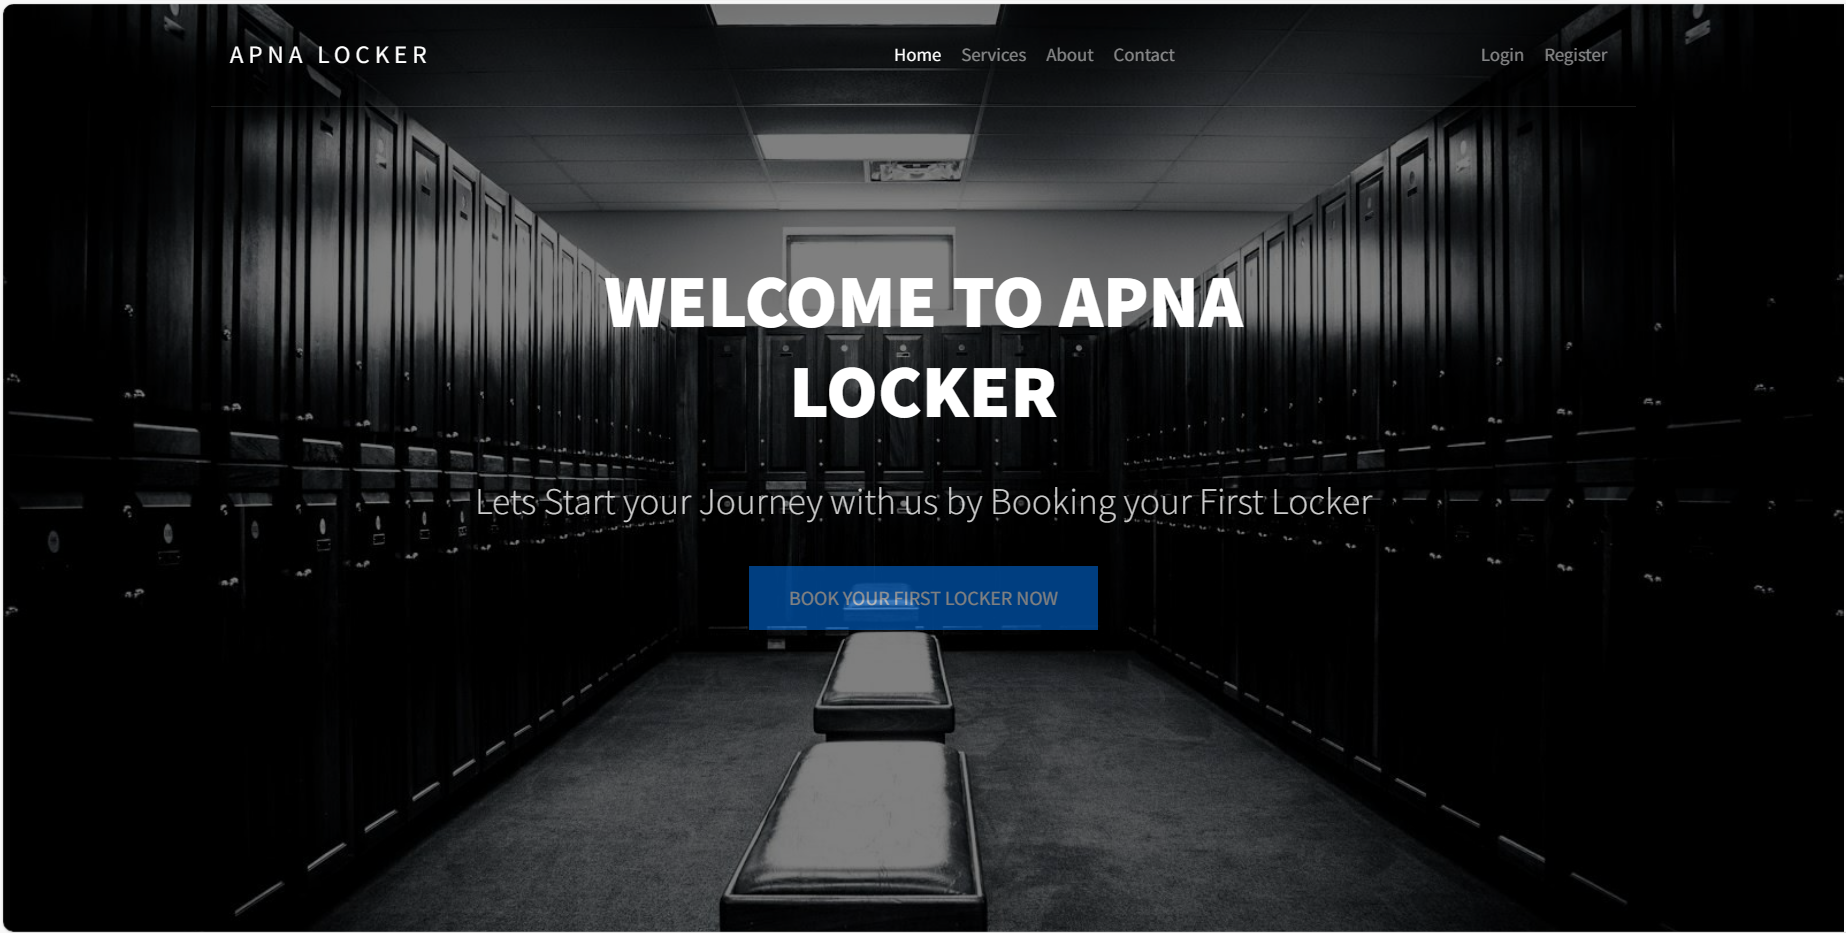 APNA LOCKER
Home Services About Contact
Login Register
WELCOME TO APNA
LOCKER
Lets Start your Journey with us by Booking your First Locker
BOOK YOUR FIRST LOCKER NOW